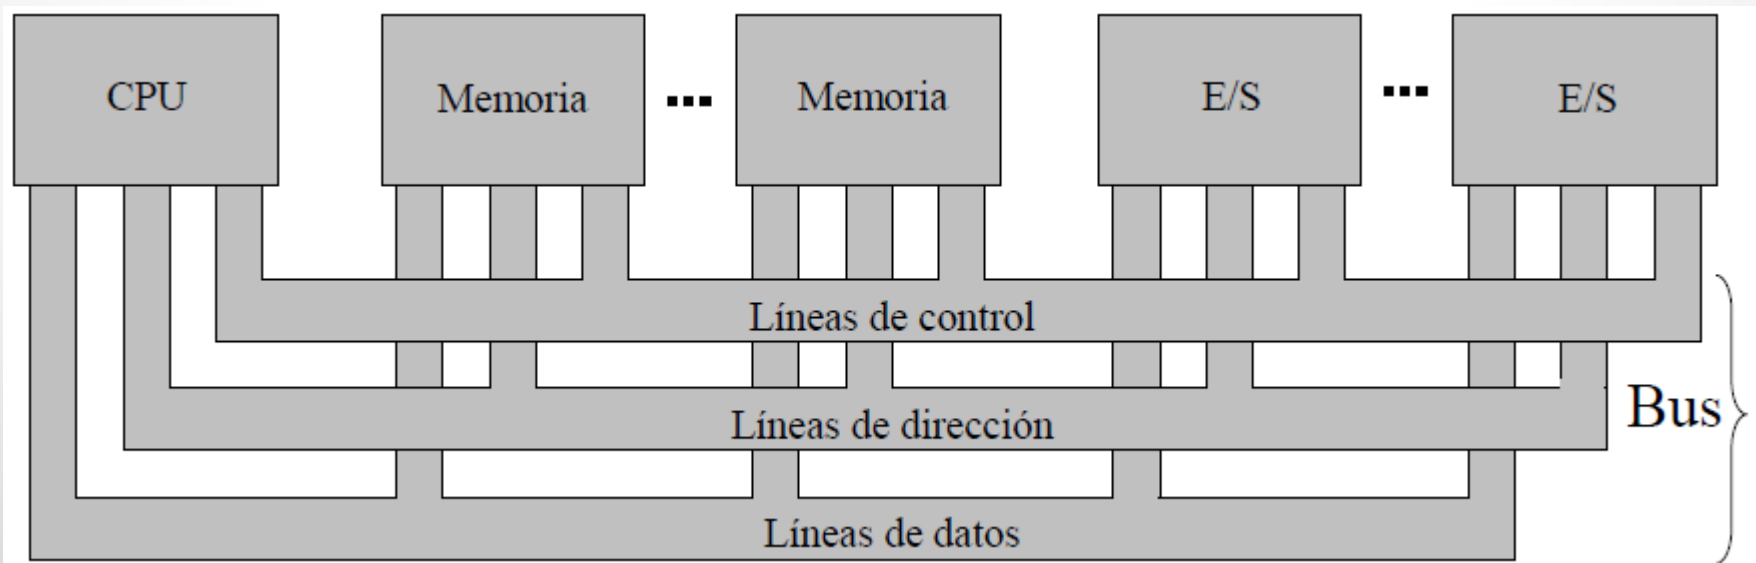 CPU
Memoria
Memoria
E/S
E/S
Líneas de control
Líneas de dirección
Bus
Líneas de datos